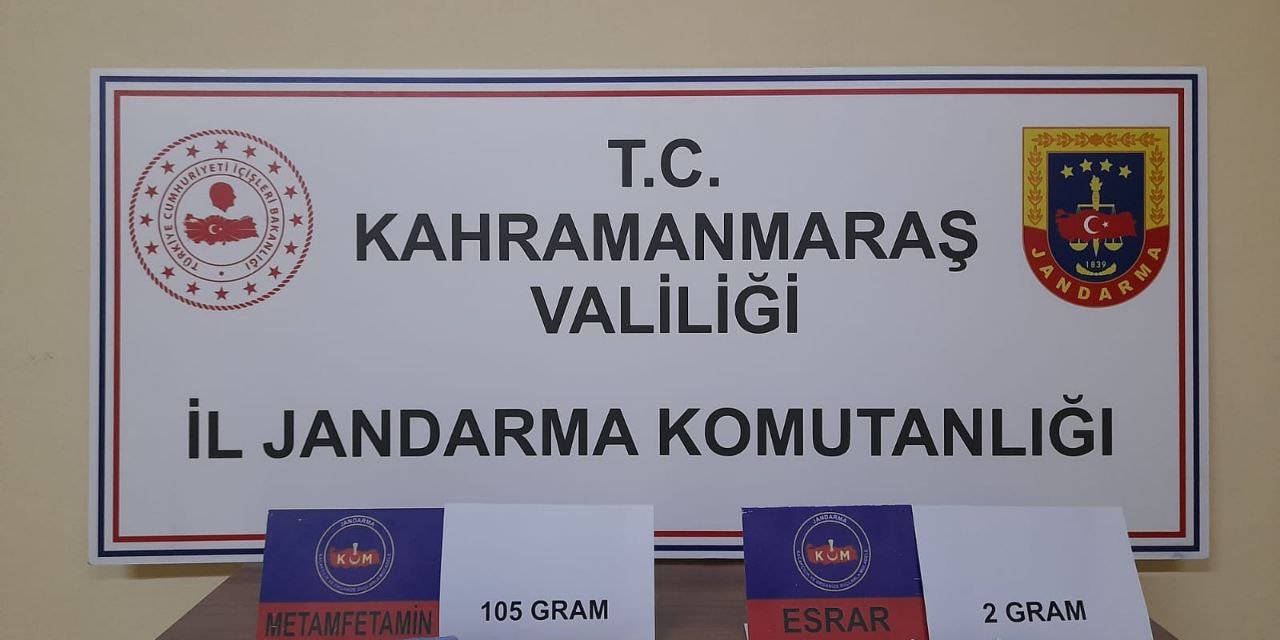 T.C.
KAHRAMANMARAŞ
VALİLİĞİ
İL JANDARMA KOMUTANLIĞI
TÜRKİYE CUMHURİYETİ İÇİŞLERİ BAKANLIĞI
1839
JANDARMA
JANDARMA
KOM
METAMFETAMİN
105 GRAM
JANDARMA
KOM
ESRAR
2 GRAM